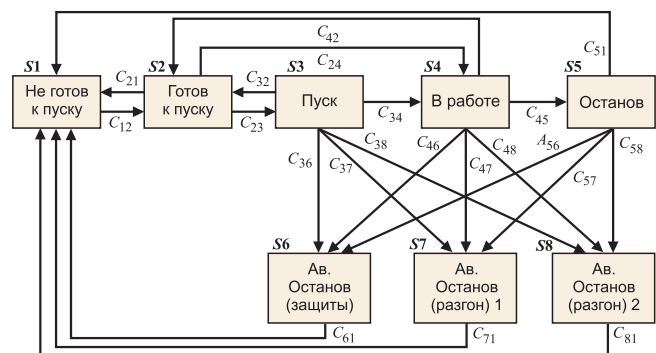 C42
C51
S1
S2
S3
S4
S5
C21
C24
C32
Не готов
к пуску
Готов
к пуску
Пуск
В работе
Останов
C12
C23
C34
C45
C36
C37
C38
C46
C47
C48
A56
C57
C58
S6
S7
S8
Ав.
Останов
(защиты)
Ав.
Останов
(разгон) 1
Ав.
Останов
(разгон) 2
C61
C71
C81